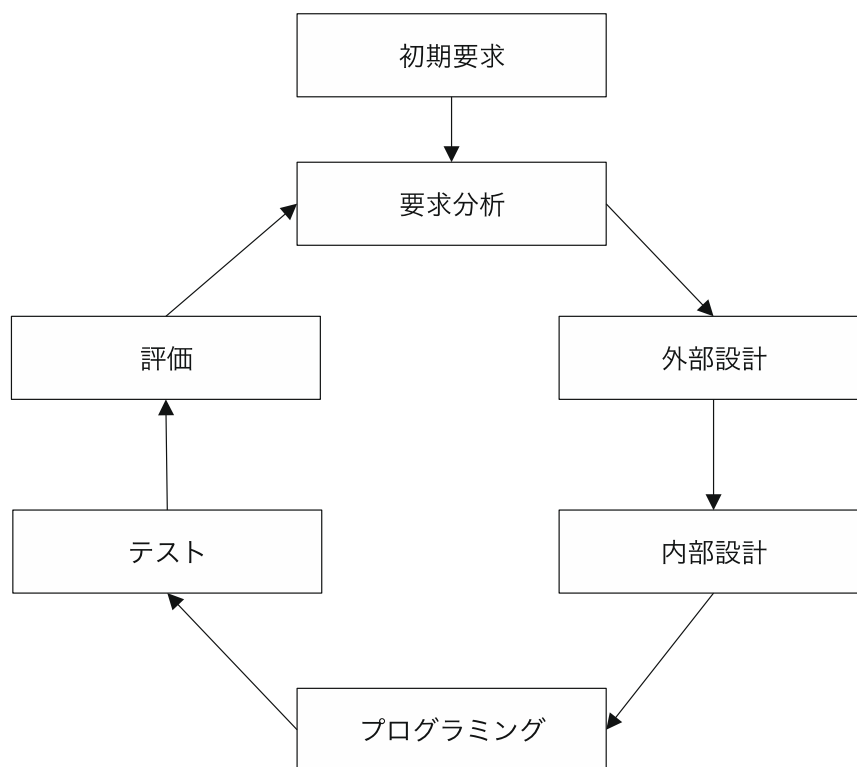 初期要求
要求分析
評価
外部設計
テスト
内部設計
プログラミング